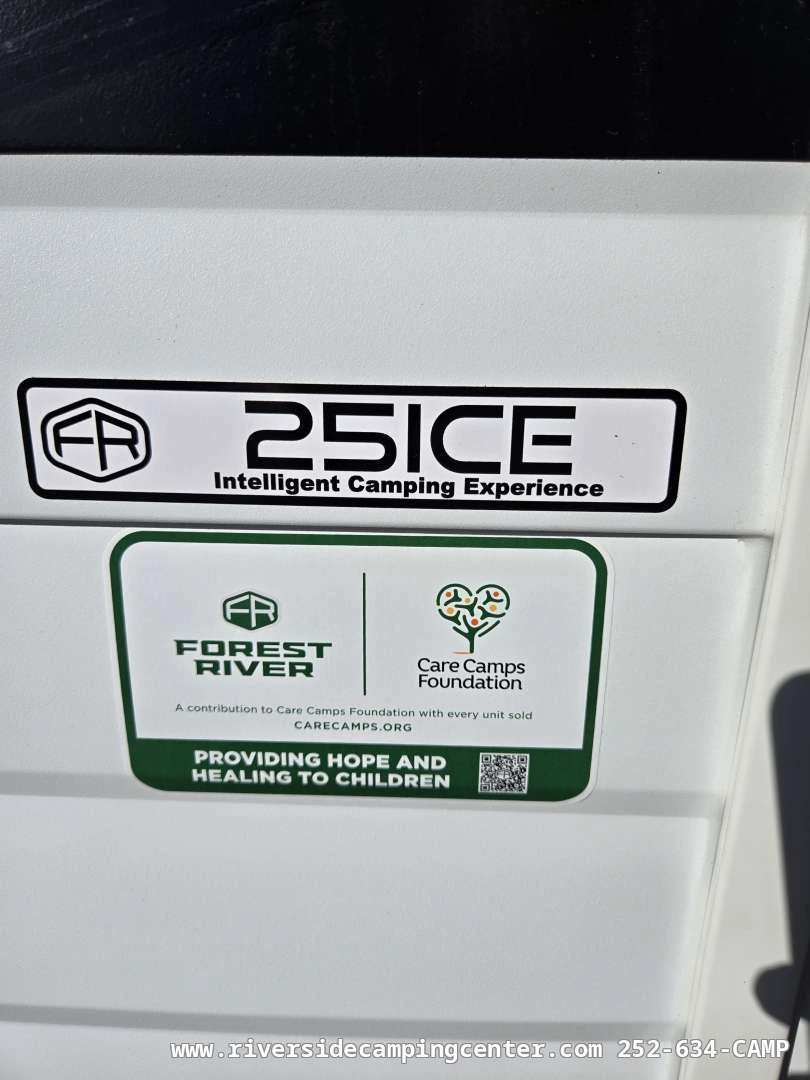 FR
25ICE
Intelligent Camping Experience
FR
FOREST
RIVER
Care Camps
Foundation
A contribution to Care Camps Foundation with every unit sold
CARECAMPS.ORG
PROVIDING HOPE AND
HEALING TO CHILDREN
www.riversidecampingcenter.com 252-634-CAMP